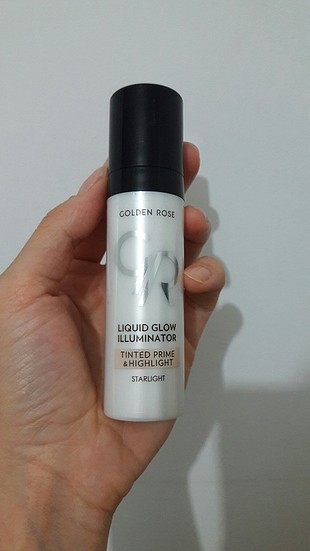 GOLDEN ROSE
GR
LIQUID GLOW
ILLUMINATOR
TINTED PRIME
& HIGHLIGHT
STARLIGHT